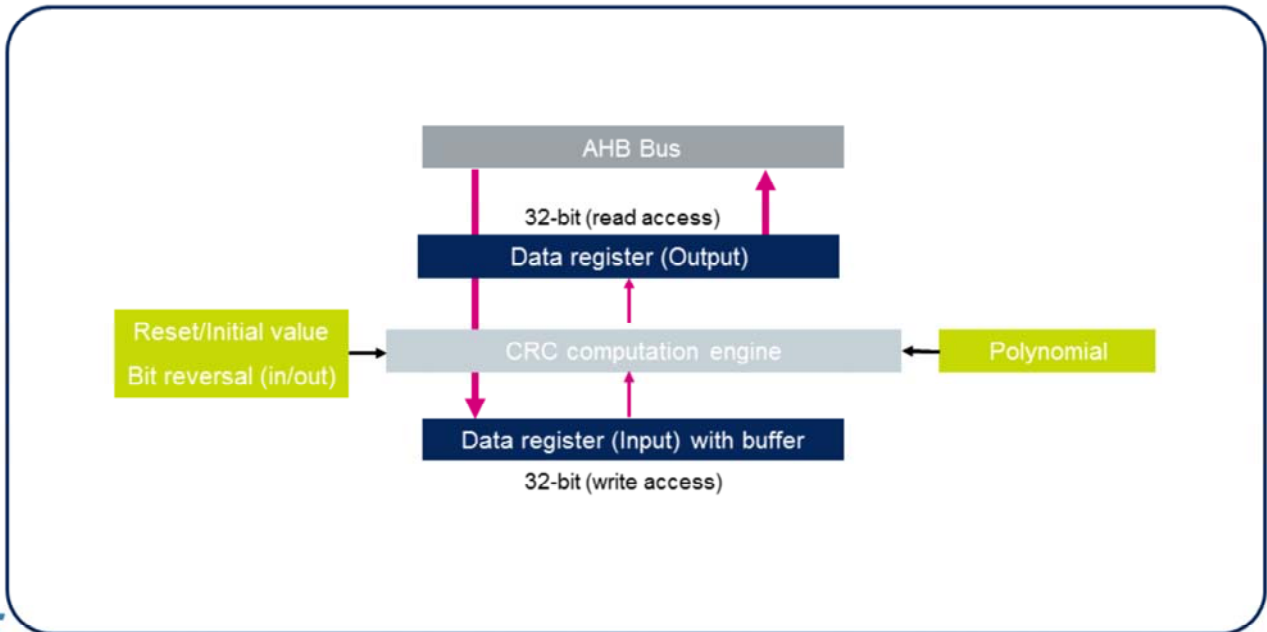 AHB Bus
32-bit (read access)
Data register (Output)
Reset/Initial value
Bit reversal (in/out)
CRC computation engine
Polynomial
Data register (Input) with buffer
32-bit (write access)